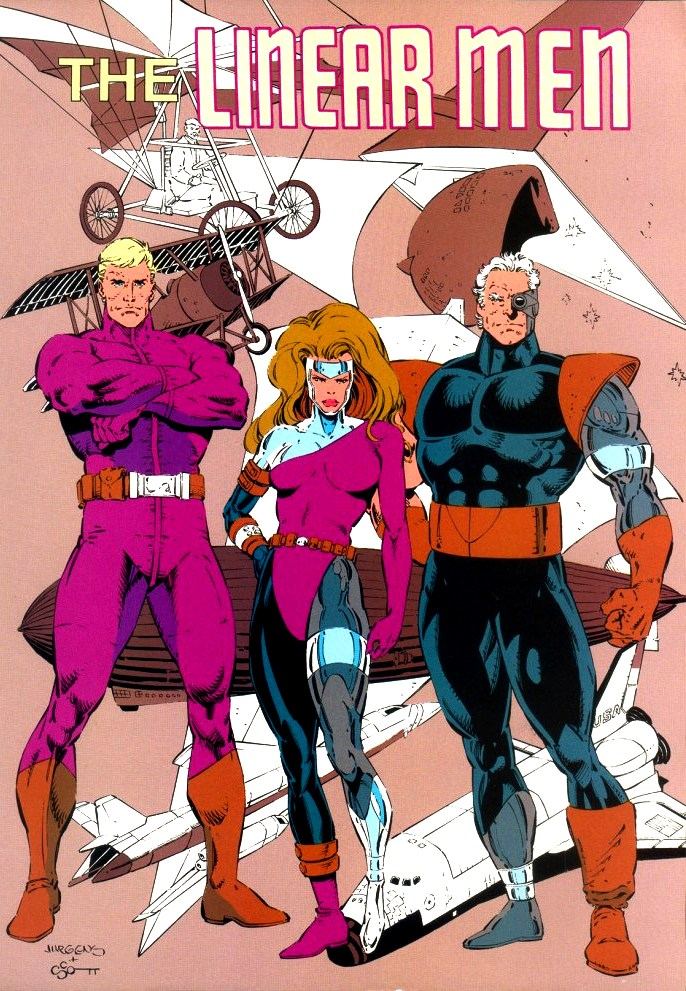 THE LINEAR MEN
USA
JURGENS
+
SCOTT